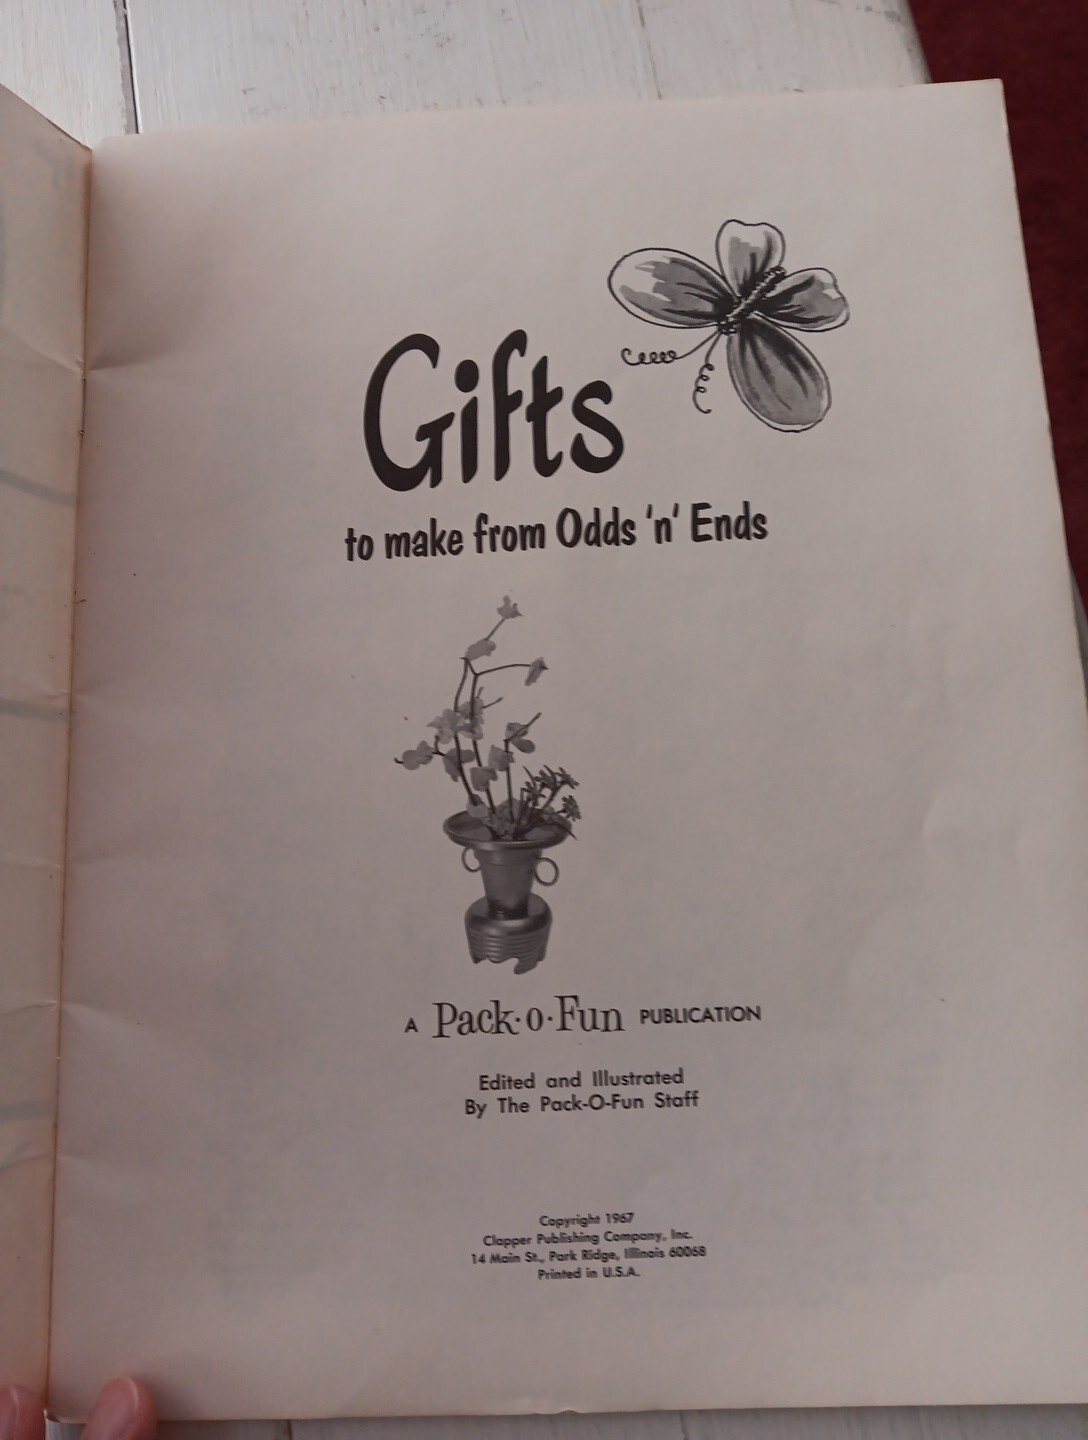 Gifts
to make from Odds 'n' Ends
A Pack·o·Fun PUBLICATION
Edited and Illustrated
By The Pack-O-Fun Staff
Copyright 1967
Clapper Publishing Company, Inc.
14 Main St., Park Ridge, Illinois 60068
Printed in U.S.A.